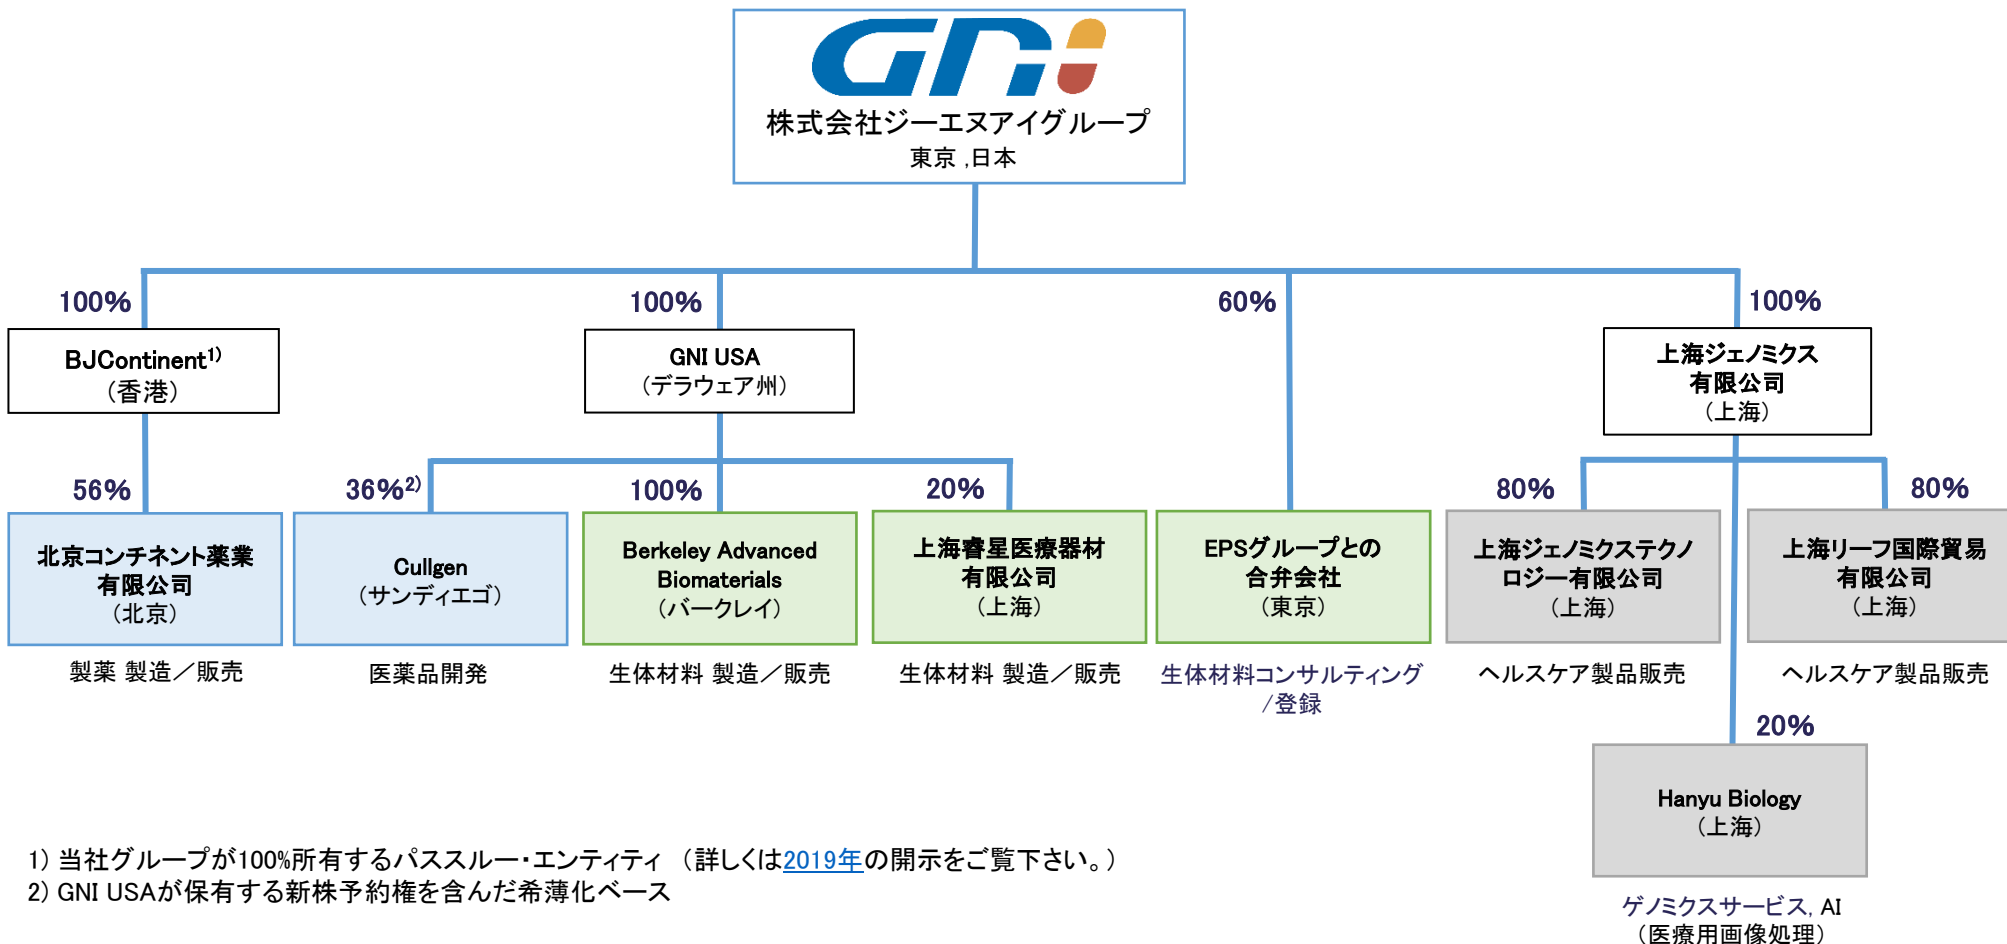 GNI
株式会社ジーエヌアイグループ
東京 ,日本
100%
100%
60%
100%
BJContinent1)
(香港)
GNI USA
(デラウェア州)
上海ジェノミクス
有限公司
(上海)
56%
36%2)
100%
20%
80%
80%
北京コンチネント薬業
有限公司
(北京)
製薬 製造／販売
Cullgen
(サンディエゴ)
医薬品開発
Berkeley Advanced
Biomaterials
(バークレイ)
生体材料 製造／販売
上海睿星医療器材
有限公司
(上海)
生体材料 製造／販売
EPSグループとの
合弁会社
(東京)
生体材料コンサルティング
/登録
上海ジェノミクステクノ
ロジー有限公司
(上海)
ヘルスケア製品販売
上海リーフ国際貿易
有限公司
(上海)
ヘルスケア製品販売
20%
Hanyu Biology
(上海)
ゲノミクスサービス, AI
(医療用画像処理)
1) 当社グループが100%所有するパススルー・エンティティ （詳しくは2019年の開示をご覧下さい。）
2) GNI USAが保有する新株予約権を含んだ希薄化ベース